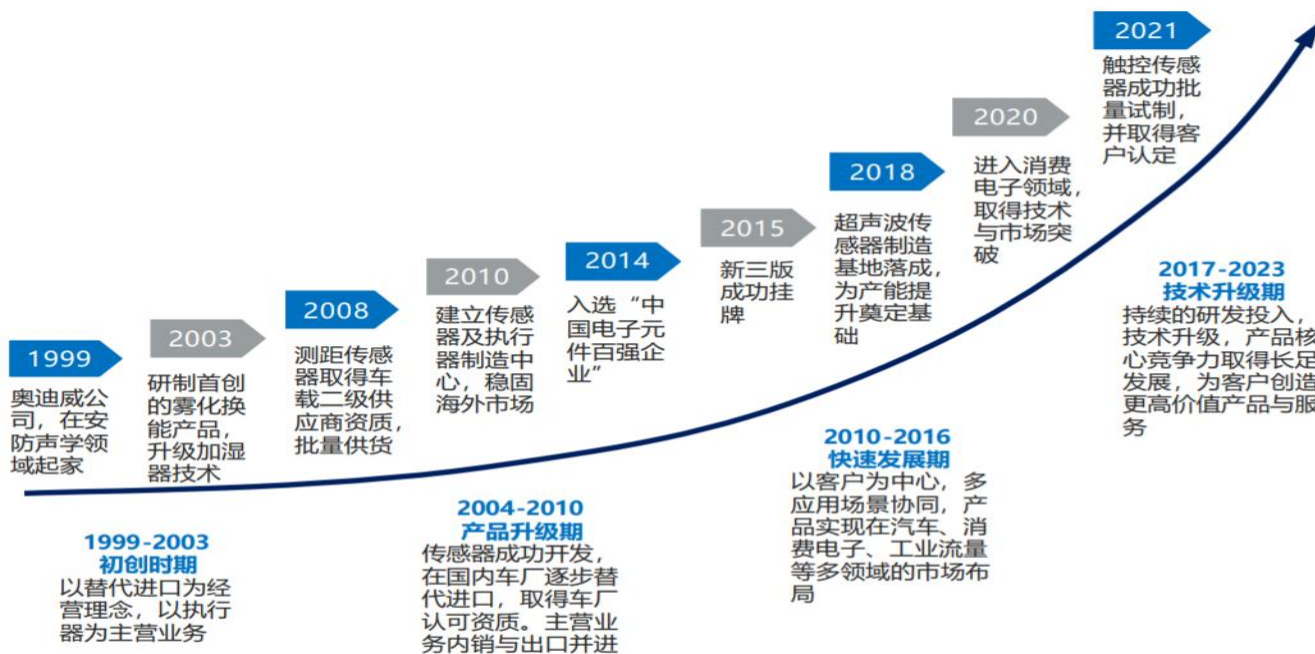 1999
奥迪威公
司，在安
防声学领
域起家
2003
研制首创
的雾化换
能产品，
升级加湿
器技术
2008
测距传感
器取得车
载二级供
应商资质，
批量供货
2010
建立传感
器及执行
器制造中
心，稳固
海外市场
2014
入选“中
国电子元
件百强企
业”
2015
新三版
成功挂
牌
2018
超声波传
感器制造
基地落成，
为产能提
升奠定基
础
2020
进入消费
电子领域，
取得技术
与市场突
破
2021
触控传感
器成功批
量试制，
并取得客
户认定
1999-2003
初创时期
以替代进口为经
营理念，以执行
器为主营业务
2004-2010
产品升级期
传感器成功开发，
在国内车厂逐步替
代进口，取得车厂
认可资质。主营业
务内销与出口并进
2010-2016
快速发展期
以客户为中心，多
应用场景协同，产
品实现在汽车、消
费电子、工业流量
等多领域的市场布
局
2017-2023
技术升级期
持续的研发投入，
技术升级，产品核
心竞争力取得长足
发展，为客户创造
更高价值产品与服
务